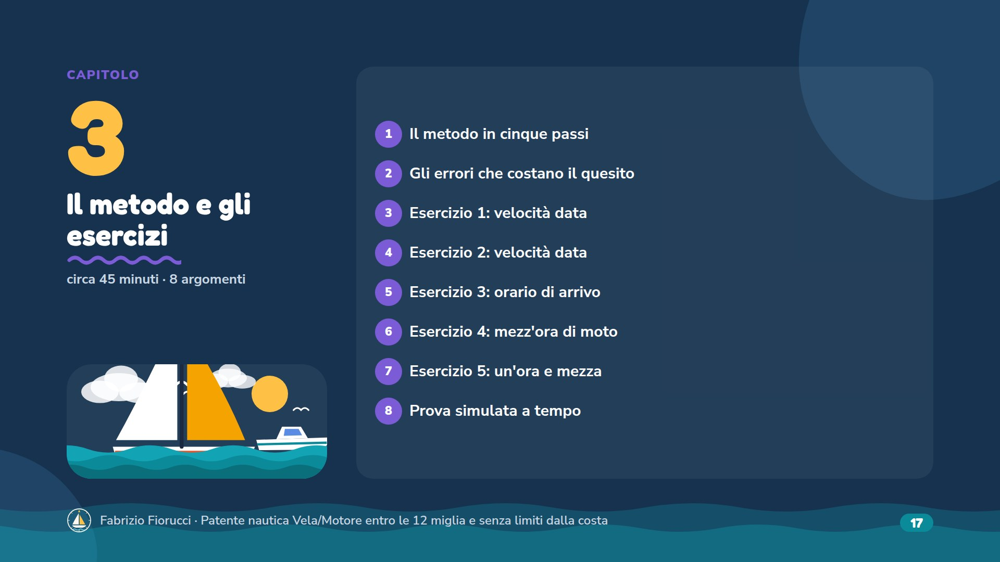 CAPITOLO
3
Il metodo e gli
esercizi
circa 45 minuti · 8 argomenti
1 Il metodo in cinque passi
2 Gli errori che costano il quesito
3 Esercizio 1: velocità data
4 Esercizio 2: velocità data
5 Esercizio 3: orario di arrivo
6 Esercizio 4: mezz'ora di moto
7 Esercizio 5: un'ora e mezza
8 Prova simulata a tempo
Fabrizio Fiorucci · Patente nautica Vela/Motore entro le 12 miglia e senza limiti dalla costa
17